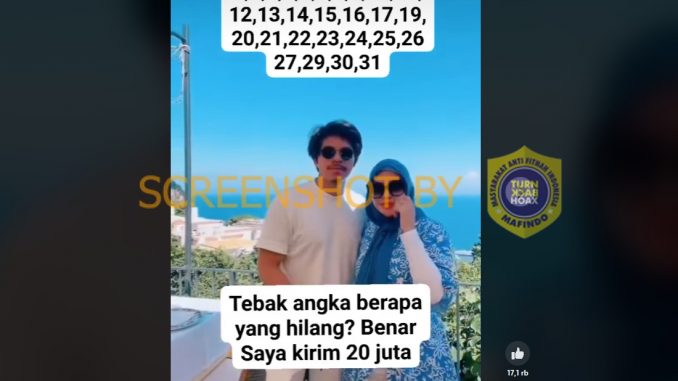 12,13,14,15,16,17,19,
20,21,22,23,24,25,26
27,29,30,31
SCREENSHOT BY
MASYARAKAT ANTI FITNAH INDONESIA
TURN
BACK
HOAX
MAFINDO
Tebak angka berapa
yang hilang? Benar
Saya kirim 20 juta
17,1 rb